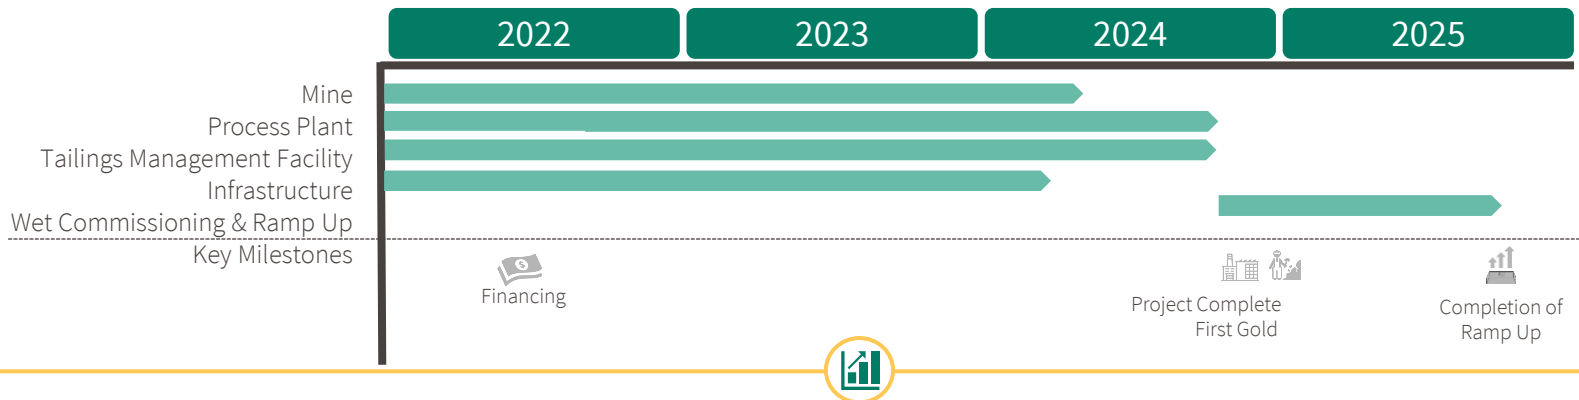 2022 2023 2024 2025
Mine
Process Plant
Tailings Management Facility
Infrastructure
Wet Commissioning & Ramp Up
Key Milestones
$
Financing
Project Complete
First Gold
Completion of
Ramp Up